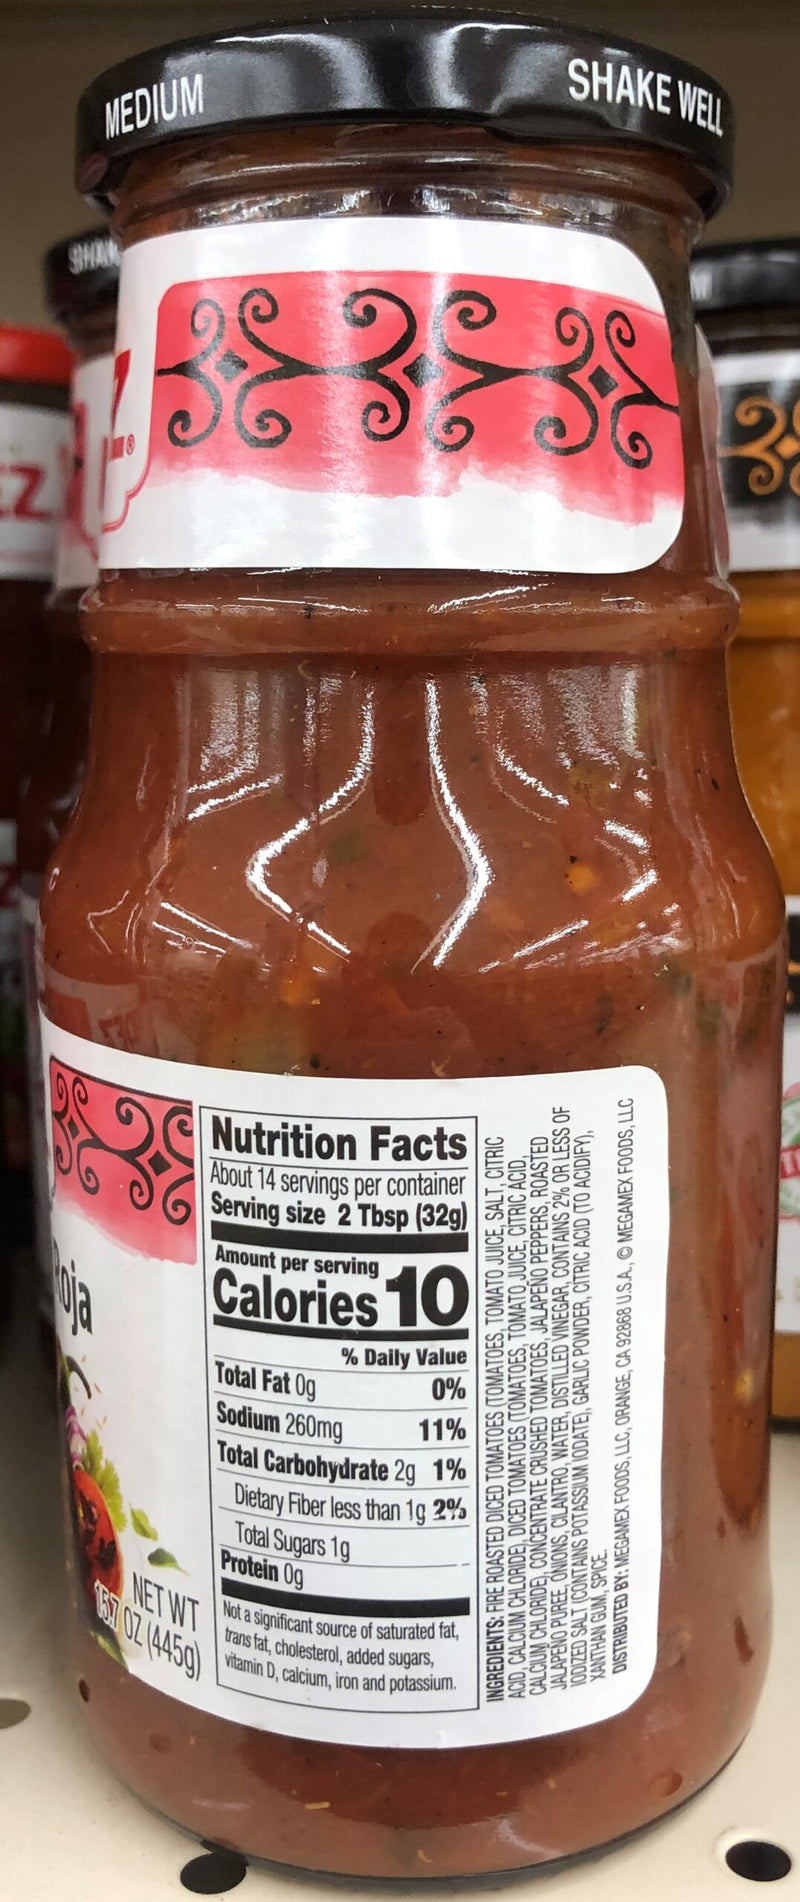 MEDIUM
SHAKE WELL
Z®
Roja
NET WT
15.7 OZ (445g)
Nutrition Facts
About 14 servings per container
Serving size 2 Tbsp (32g)
Amount per serving
Calories 10
% Daily Value
Total Fat 0g 0%
Sodium 260mg 11%
Total Carbohydrate 2g 1%
Dietary Fiber less than 1g 2%
Total Sugars 1g
Protein 0g
Not a significant source of saturated fat,
trans fat, cholesterol, added sugars,
vitamin D, calcium, iron and potassium.
INGREDIENTS: FIRE ROASTED DICED TOMATOES (TOMATOES, TOMATO JUICE, SALT, CITRIC
ACID, CALCIUM CHLORIDE), DICED TOMATOES (TOMATOES, TOMATO JUICE, CITRIC ACID,
CALCIUM CHLORIDE), CONCENTRATE CRUSHED TOMATOES, JALAPENO PEPPERS, ROASTED
JALAPENO PUREE, ONIONS, CILANTRO, WATER, DISTILLED VINEGAR, CONTAINS 2% OR LESS OF
IODIZED SALT (CONTAINS POTASSIUM IODATE), GARLIC POWDER, CITRIC ACID (TO ACIDIFY),
XANTHAN GUM, SPICE.
DISTRIBUTED BY: MEGAMEX FOODS, LLC, ORANGE, CA 92868 U.S.A., © MEGAMEX FOODS, LLC